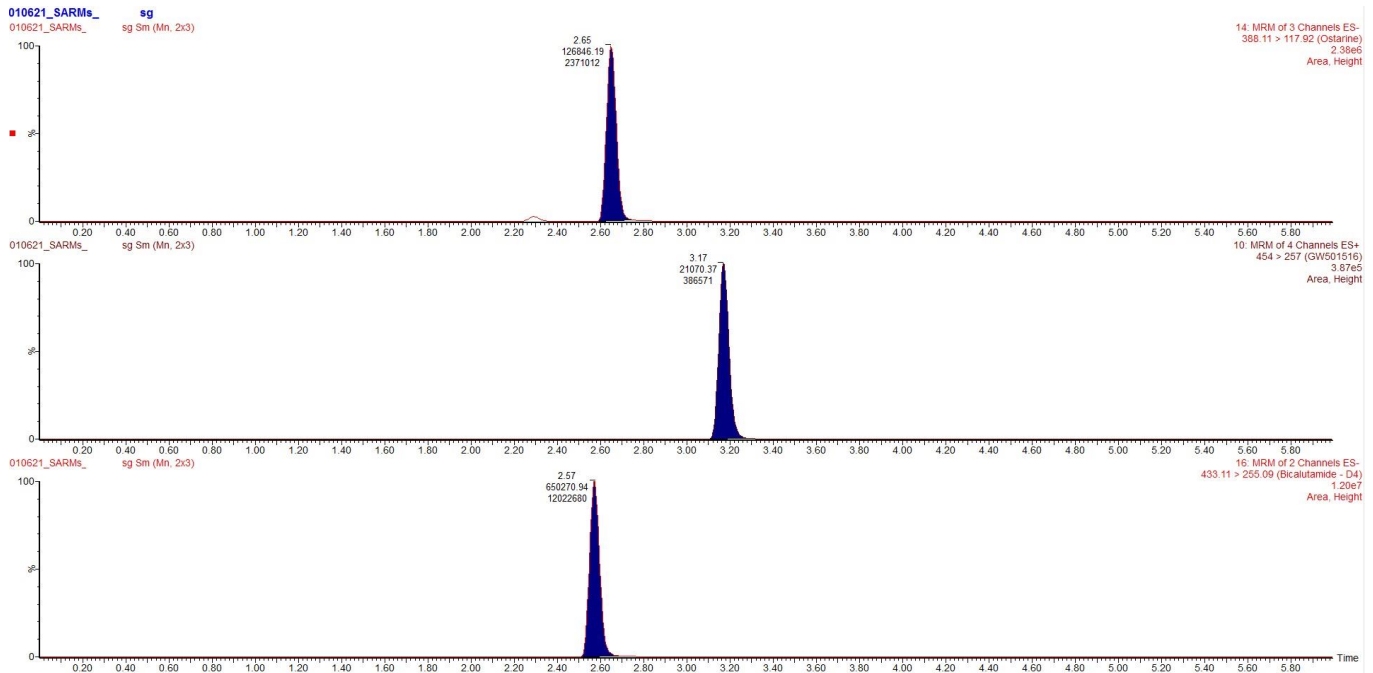 010621_SARMs_ sg
010621_SARMs_ sg Sm (Mn, 2x3)
14: MRM of 3 Channels ES-
388.11 > 117.92 (Ostarine)
2.38e6
Area, Height
2.65
126846.19
2371012
100
%
0
0.20 0.40 0.60 0.80 1.00 1.20 1.40 1.60 1.80 2.00 2.20 2.40 2.60 2.80 3.00 3.20 3.40 3.60 3.80 4.00 4.20 4.40 4.60 4.80 5.00 5.20 5.40 5.60 5.80
010621_SARMs_ sg Sm (Mn, 2x3)
10: MRM of 4 Channels ES+
454 > 257 (GW501516)
3.87e5
Area, Height
3.17
21070.37
386571
100
%
0
0.20 0.40 0.60 0.80 1.00 1.20 1.40 1.60 1.80 2.00 2.20 2.40 2.60 2.80 3.00 3.20 3.40 3.60 3.80 4.00 4.20 4.40 4.60 4.80 5.00 5.20 5.40 5.60 5.80
010621_SARMs_ sg Sm (Mn, 2x3)
16: MRM of 2 Channels ES-
433.11 > 255.09 (Bicalutamide - D4)
1.20e7
Area, Height
2.57
650270.94
12022680
100
%
0
0.20 0.40 0.60 0.80 1.00 1.20 1.40 1.60 1.80 2.00 2.20 2.40 2.60 2.80 3.00 3.20 3.40 3.60 3.80 4.00 4.20 4.40 4.60 4.80 5.00 5.20 5.40 5.60 5.80 Time